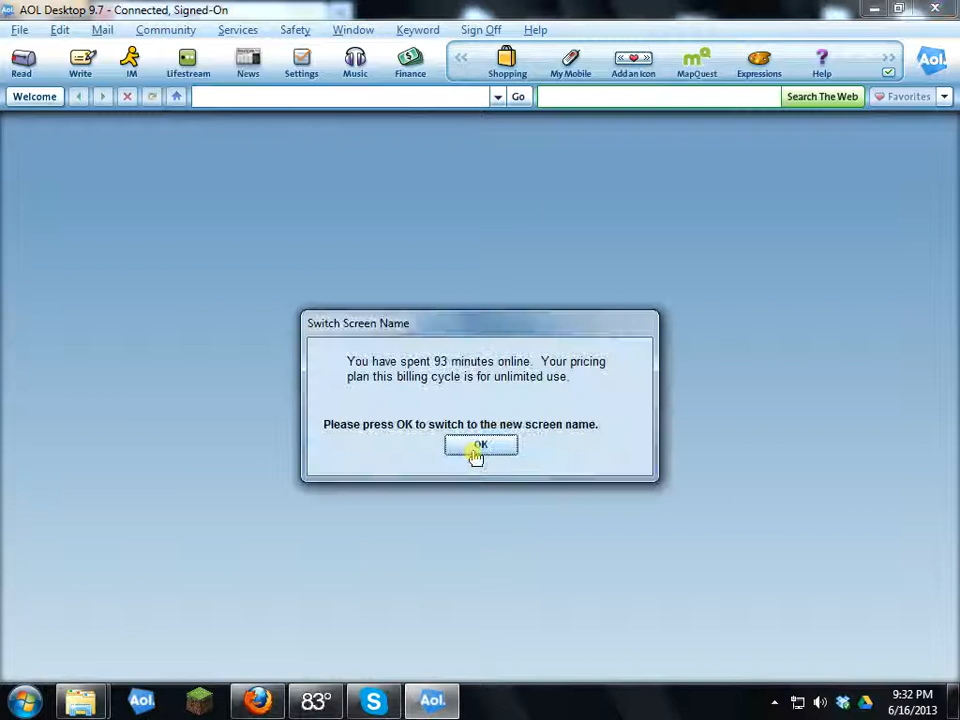 AOL Desktop 9.7 - Connected, Signed-On
File Edit Mail Community Services Safety Window Keyword Sign Off Help
Read Write IM Lifestream News Settings Music Finance Shopping My Mobile Add an Icon MapQuest Expressions Help Aol.
Welcome Go Search The Web Favorites
Switch Screen Name
You have spent 93 minutes online. Your pricing
plan this billing cycle is for unlimited use.
Please press OK to switch to the new screen name.
OK
Aol. 83° Aol. 9:32 PM
6/16/2013